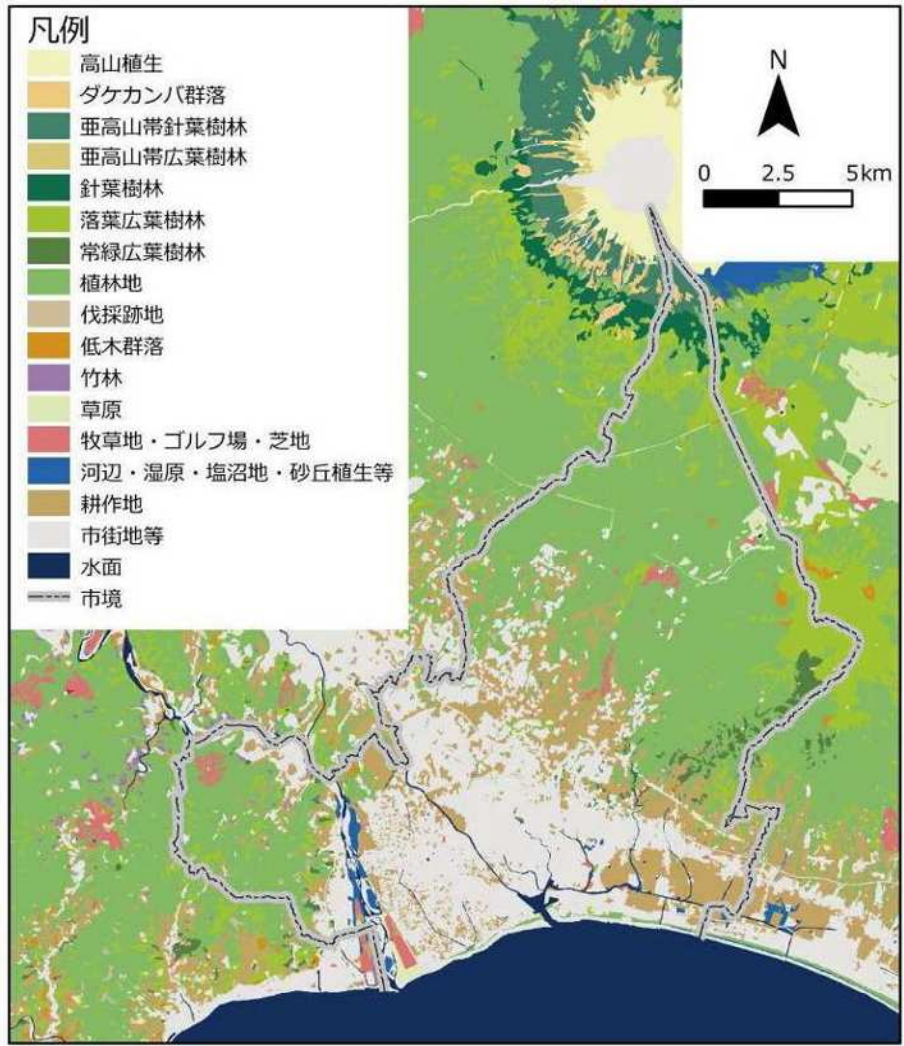 凡例
高山植生
ダケカンバ群落
亜高山帯針葉樹林
亜高山帯広葉樹林
針葉樹林
落葉広葉樹林
常緑広葉樹林
植林地
伐採跡地
低木群落
竹林
草原
牧草地・ゴルフ場・芝地
河辺・湿原・塩沼地・砂丘植生等
耕作地
市街地等
水面
市境
N
0 2.5 5km